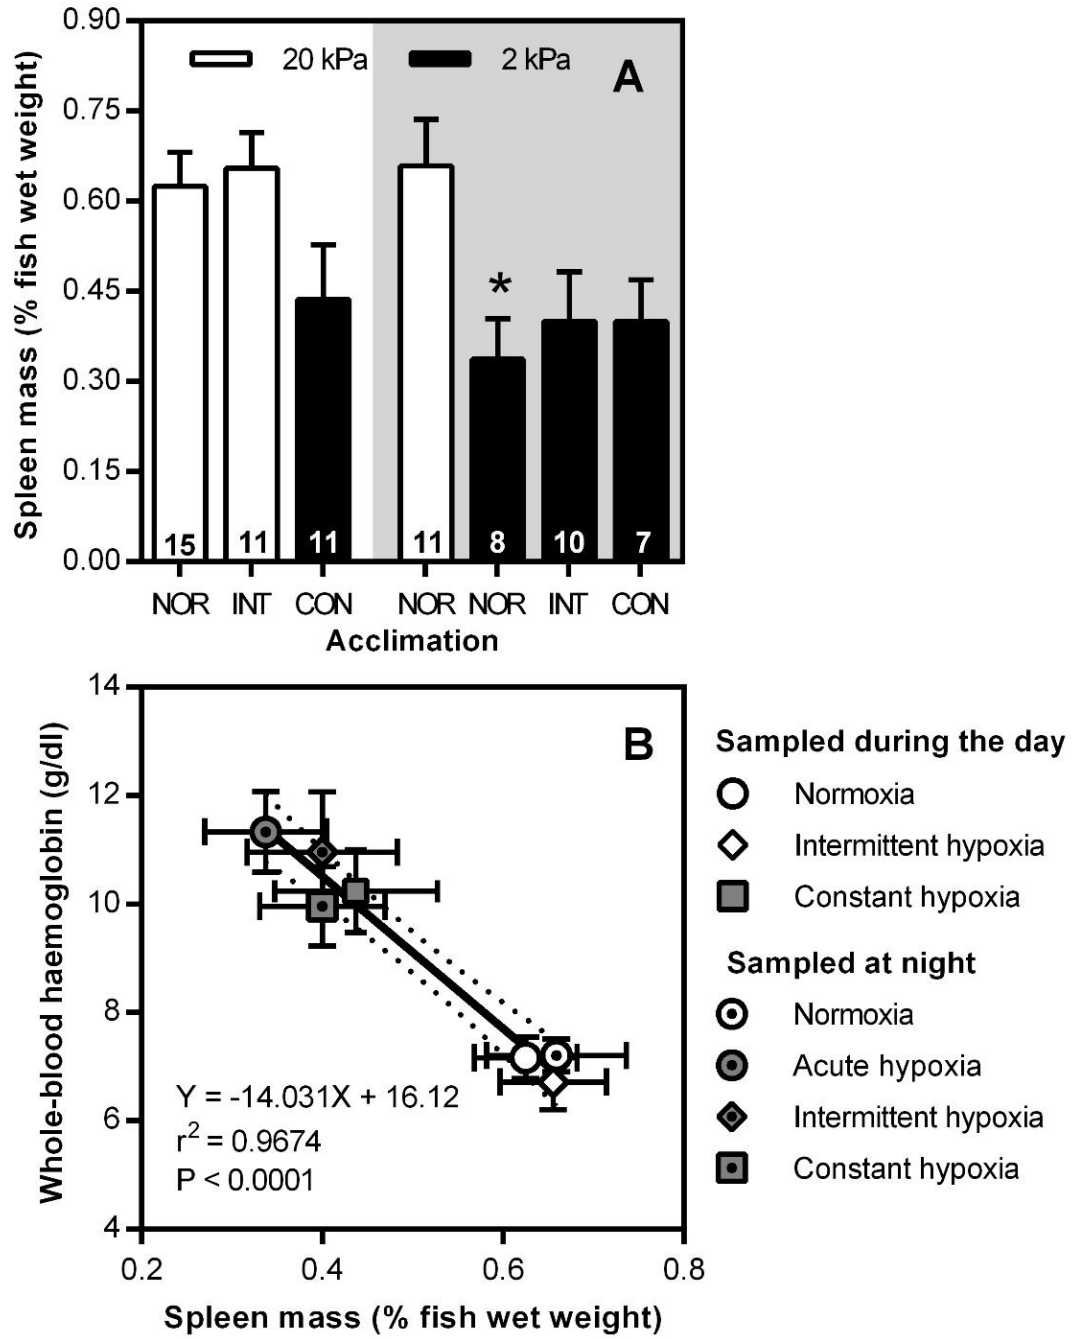 0.90
0.75
0.60
0.45
0.30
0.15
0.00
Spleen mass (% fish wet weight)
20 kPa 2 kPa
A
*
15 11 11 11 8 10 7
NOR INT CON NOR NOR INT CON
Acclimation
14
12
10
8
6
4
Whole-blood haemoglobin (g/dl)
B
Y = -14.031X + 16.12
r² = 0.9674
P < 0.0001
0.2 0.4 0.6 0.8
Spleen mass (% fish wet weight)
Sampled during the day
Normoxia
Intermittent hypoxia
Constant hypoxia
Sampled at night
Normoxia
Acute hypoxia
Intermittent hypoxia
Constant hypoxia